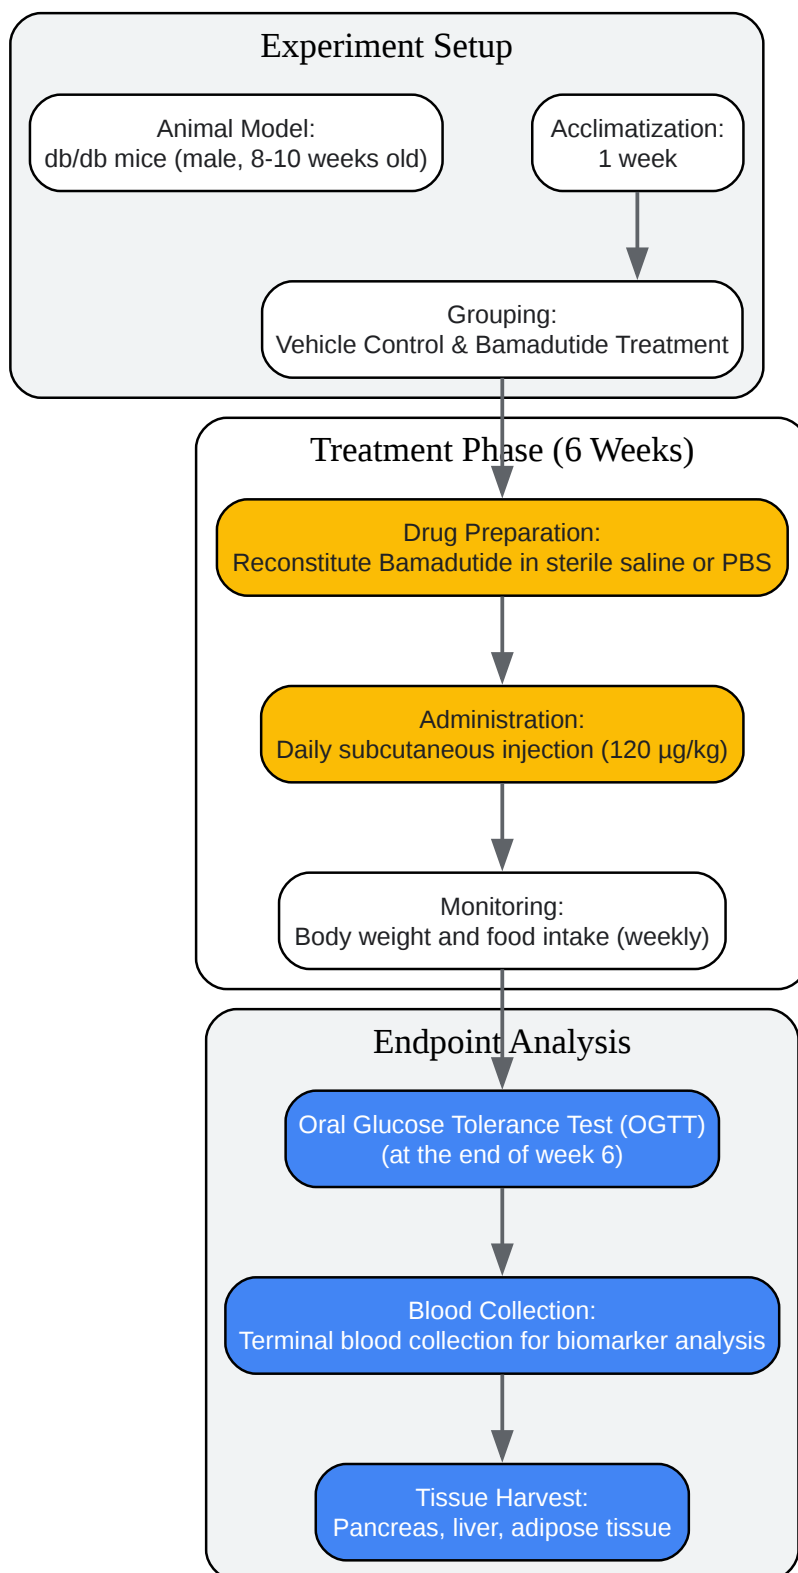 Experiment Setup
Animal Model:
db/db mice (male, 8-10 weeks old)
Acclimatization:
1 week
Grouping:
Vehicle Control & Bamadutide Treatment
Treatment Phase (6 Weeks)
Drug Preparation:
Reconstitute Bamadutide in sterile saline or PBS
Administration:
Daily subcutaneous injection (120 µg/kg)
Monitoring:
Body weight and food intake (weekly)
Endpoint Analysis
Oral Glucose Tolerance Test (OGTT)
(at the end of week 6)
Blood Collection:
Terminal blood collection for biomarker analysis
Tissue Harvest:
Pancreas, liver, adipose tissue